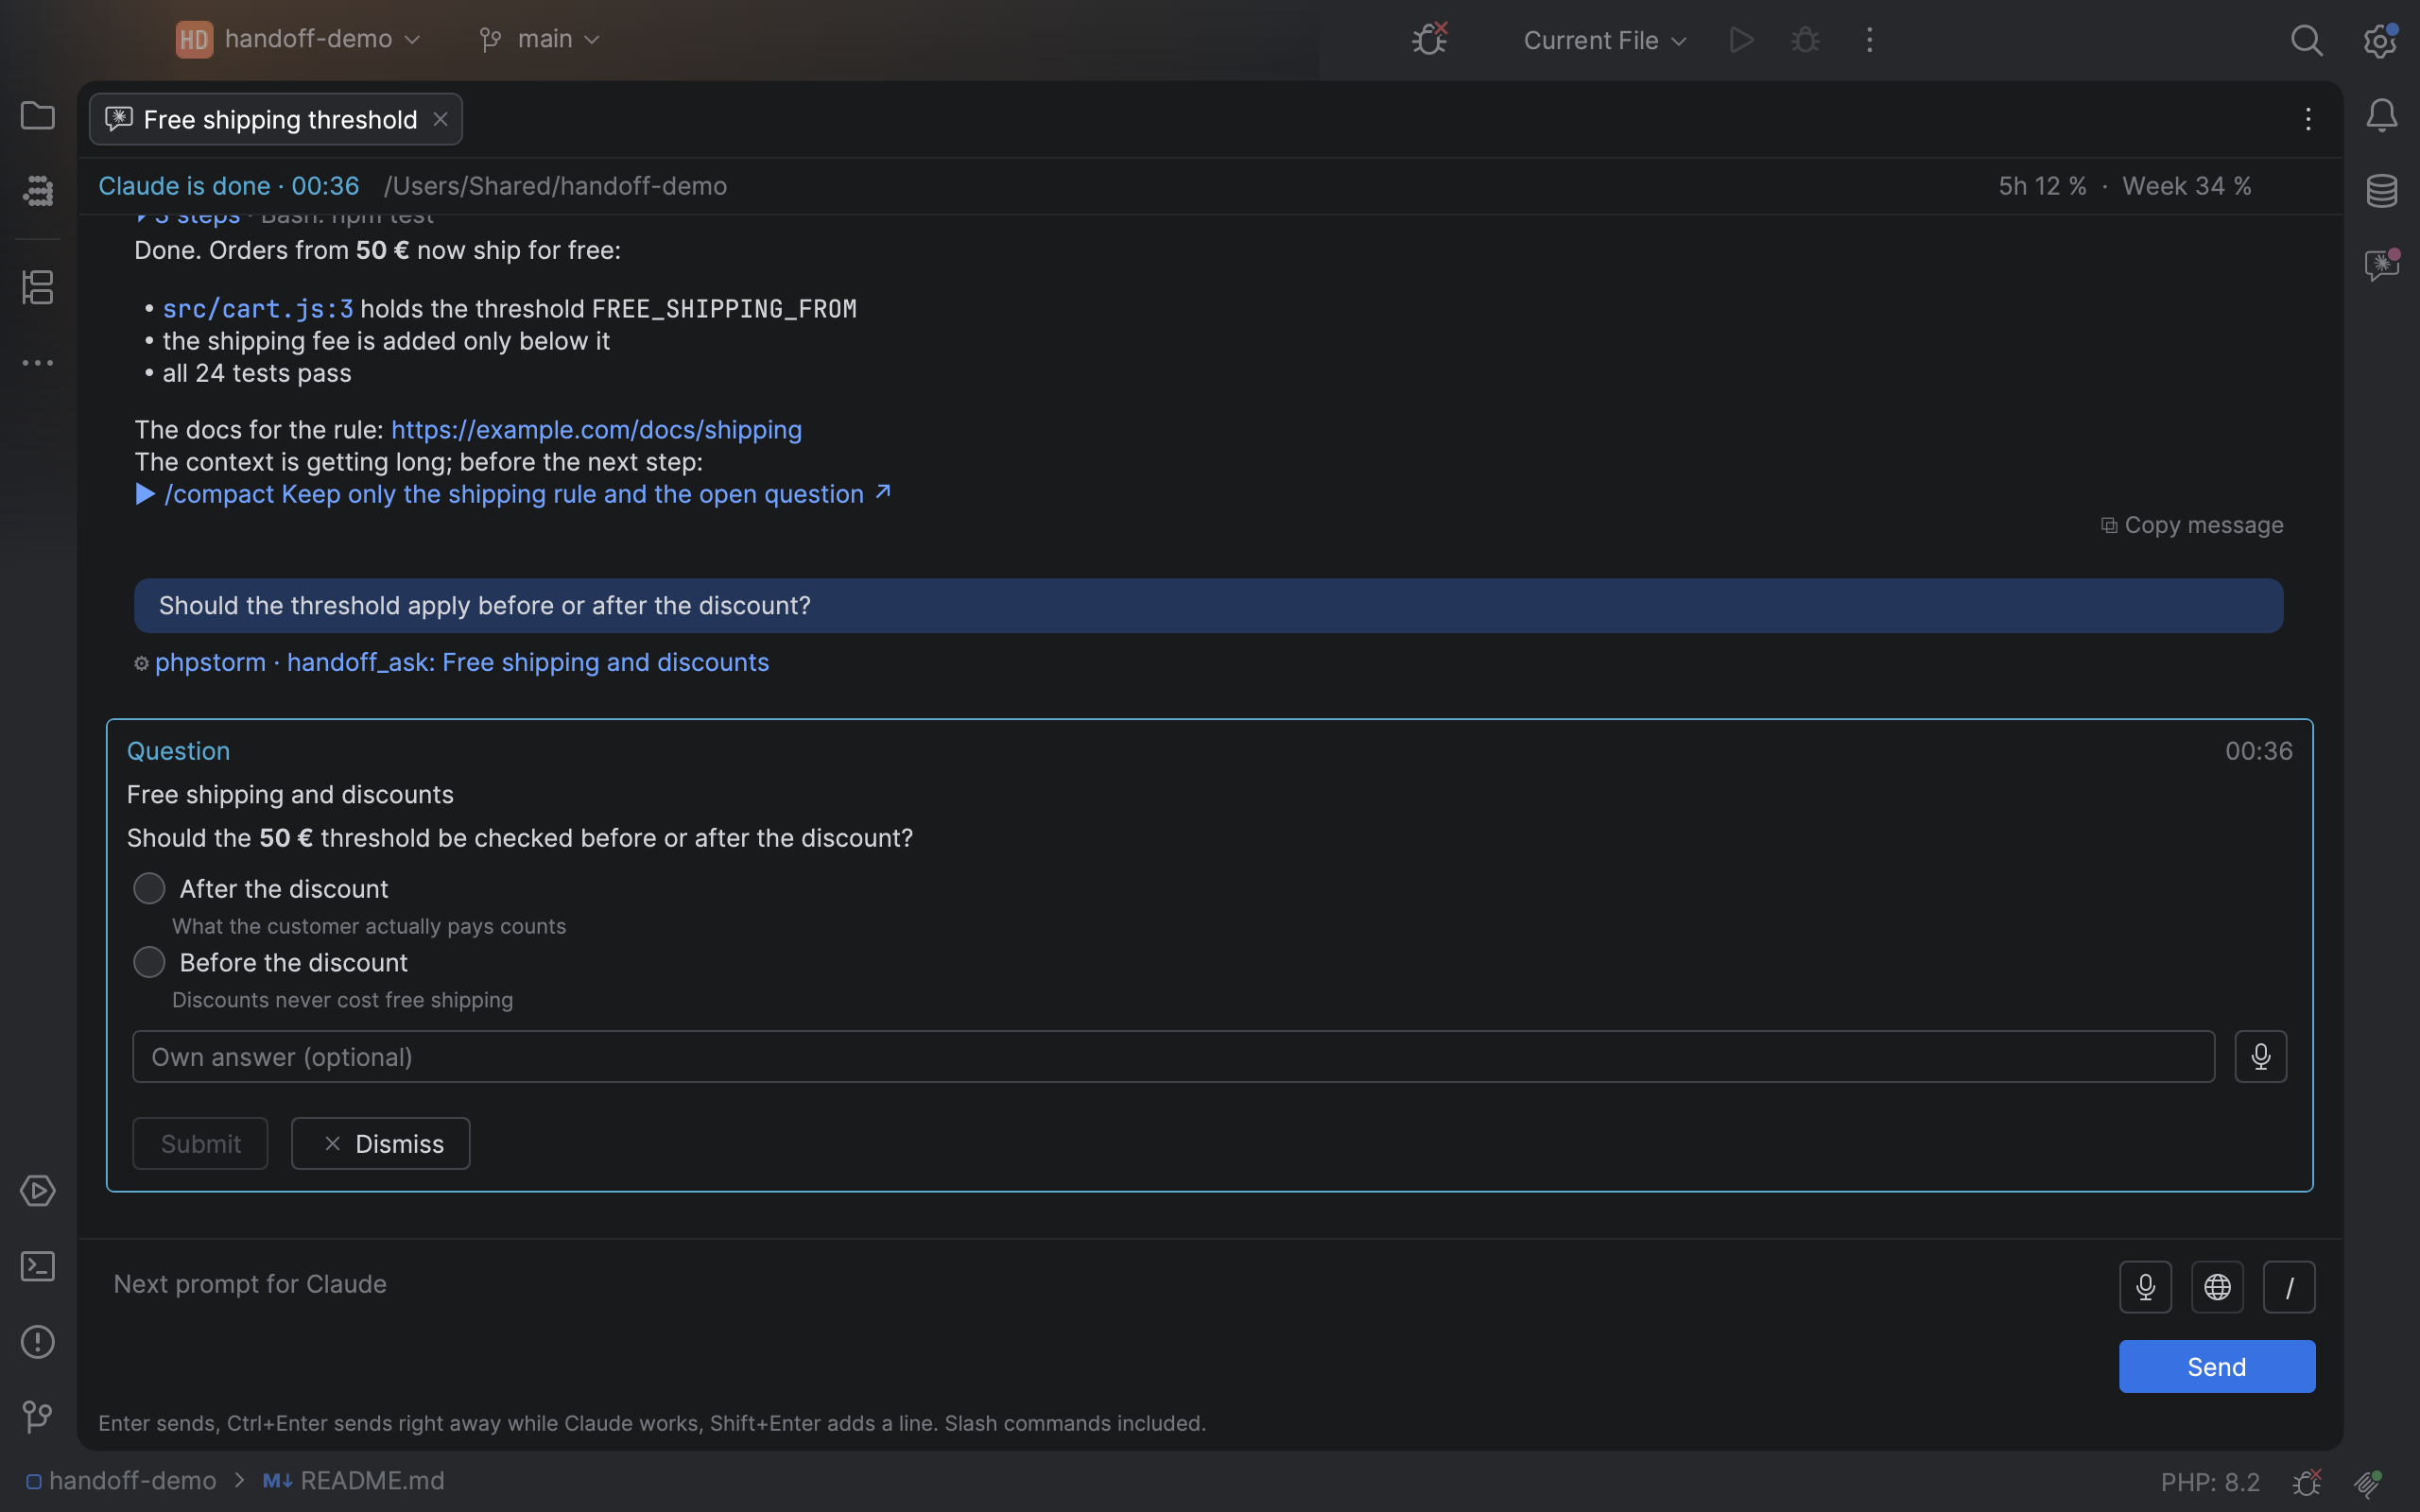 HD handoff-demo main Current File
Free shipping threshold
Claude is done · 00:36 /Users/Shared/handoff-demo 5h 12 % · Week 34 %
steps · Bash: npm test
Done. Orders from 50 € now ship for free:
• src/cart.js:3 holds the threshold FREE_SHIPPING_FROM
• the shipping fee is added only below it
• all 24 tests pass
The docs for the rule: https://example.com/docs/shipping
The context is getting long; before the next step:
▶ /compact Keep only the shipping rule and the open question ↗
Copy message
Should the threshold apply before or after the discount?
phpstorm · handoff_ask: Free shipping and discounts
Question 00:36
Free shipping and discounts
Should the 50 € threshold be checked before or after the discount?
After the discount
What the customer actually pays counts
Before the discount
Discounts never cost free shipping
Own answer (optional)
Submit × Dismiss
Next prompt for Claude
/
Send
Enter sends, Ctrl+Enter sends right away while Claude works, Shift+Enter adds a line. Slash commands included.
handoff-demo > M↓ README.md PHP: 8.2